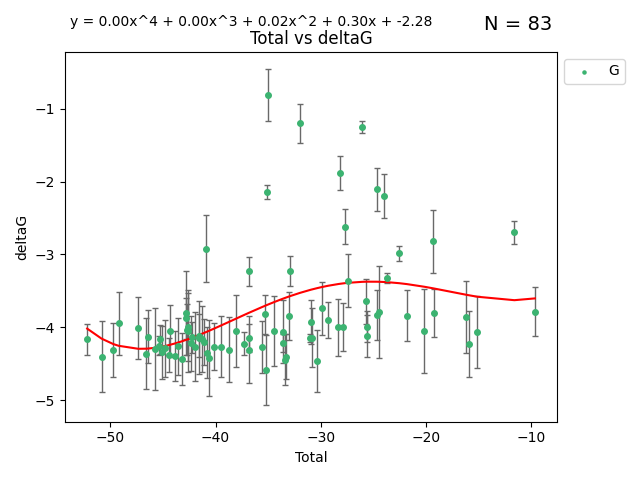 y = 0.00x^4 + 0.00x^3 + 0.02x^2 + 0.30x + -2.28
N = 83
Total vs deltaG
G
−1
−2
−3
−4
−5
deltaG
−50 −40 −30 −20 −10
Total